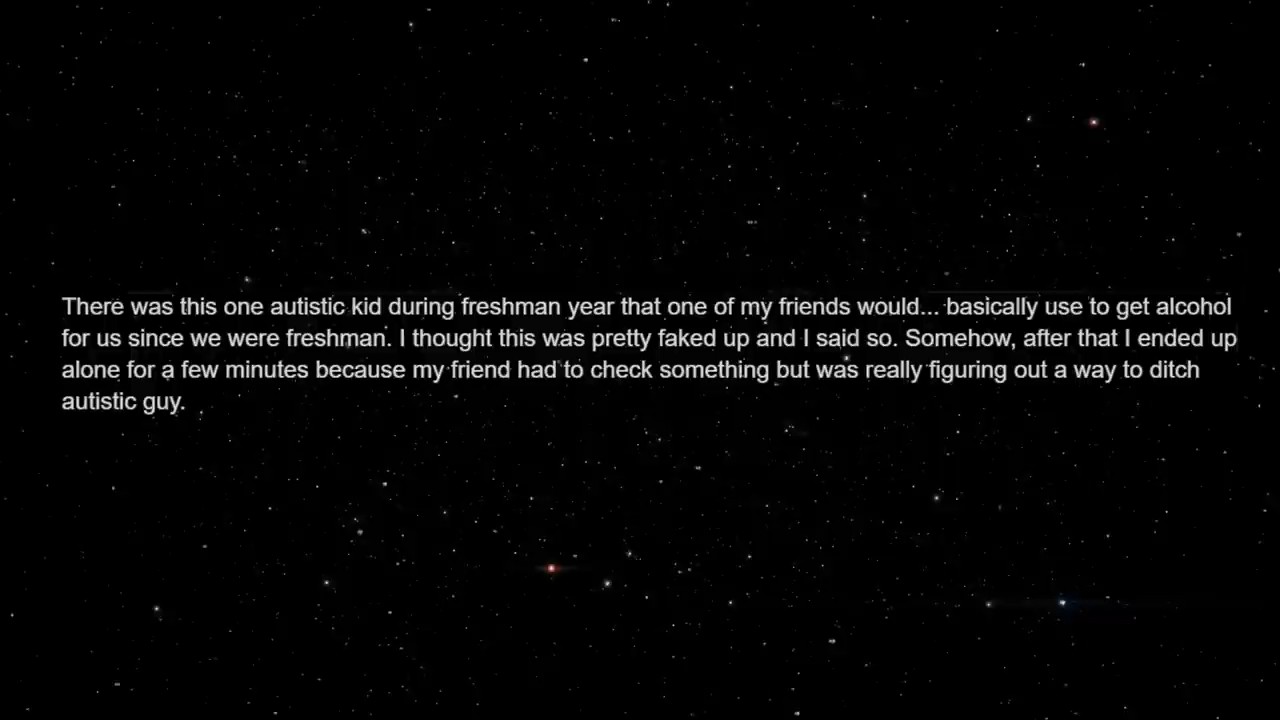 There was this one autistic kid during freshman year that one of my friends would... basically use to get alcohol
for us since we were freshman. I thought this was pretty faked up and I said so. Somehow, after that I ended up
alone for a few minutes because my friend had to check something but was really figuring out a way to ditch
autistic guy.